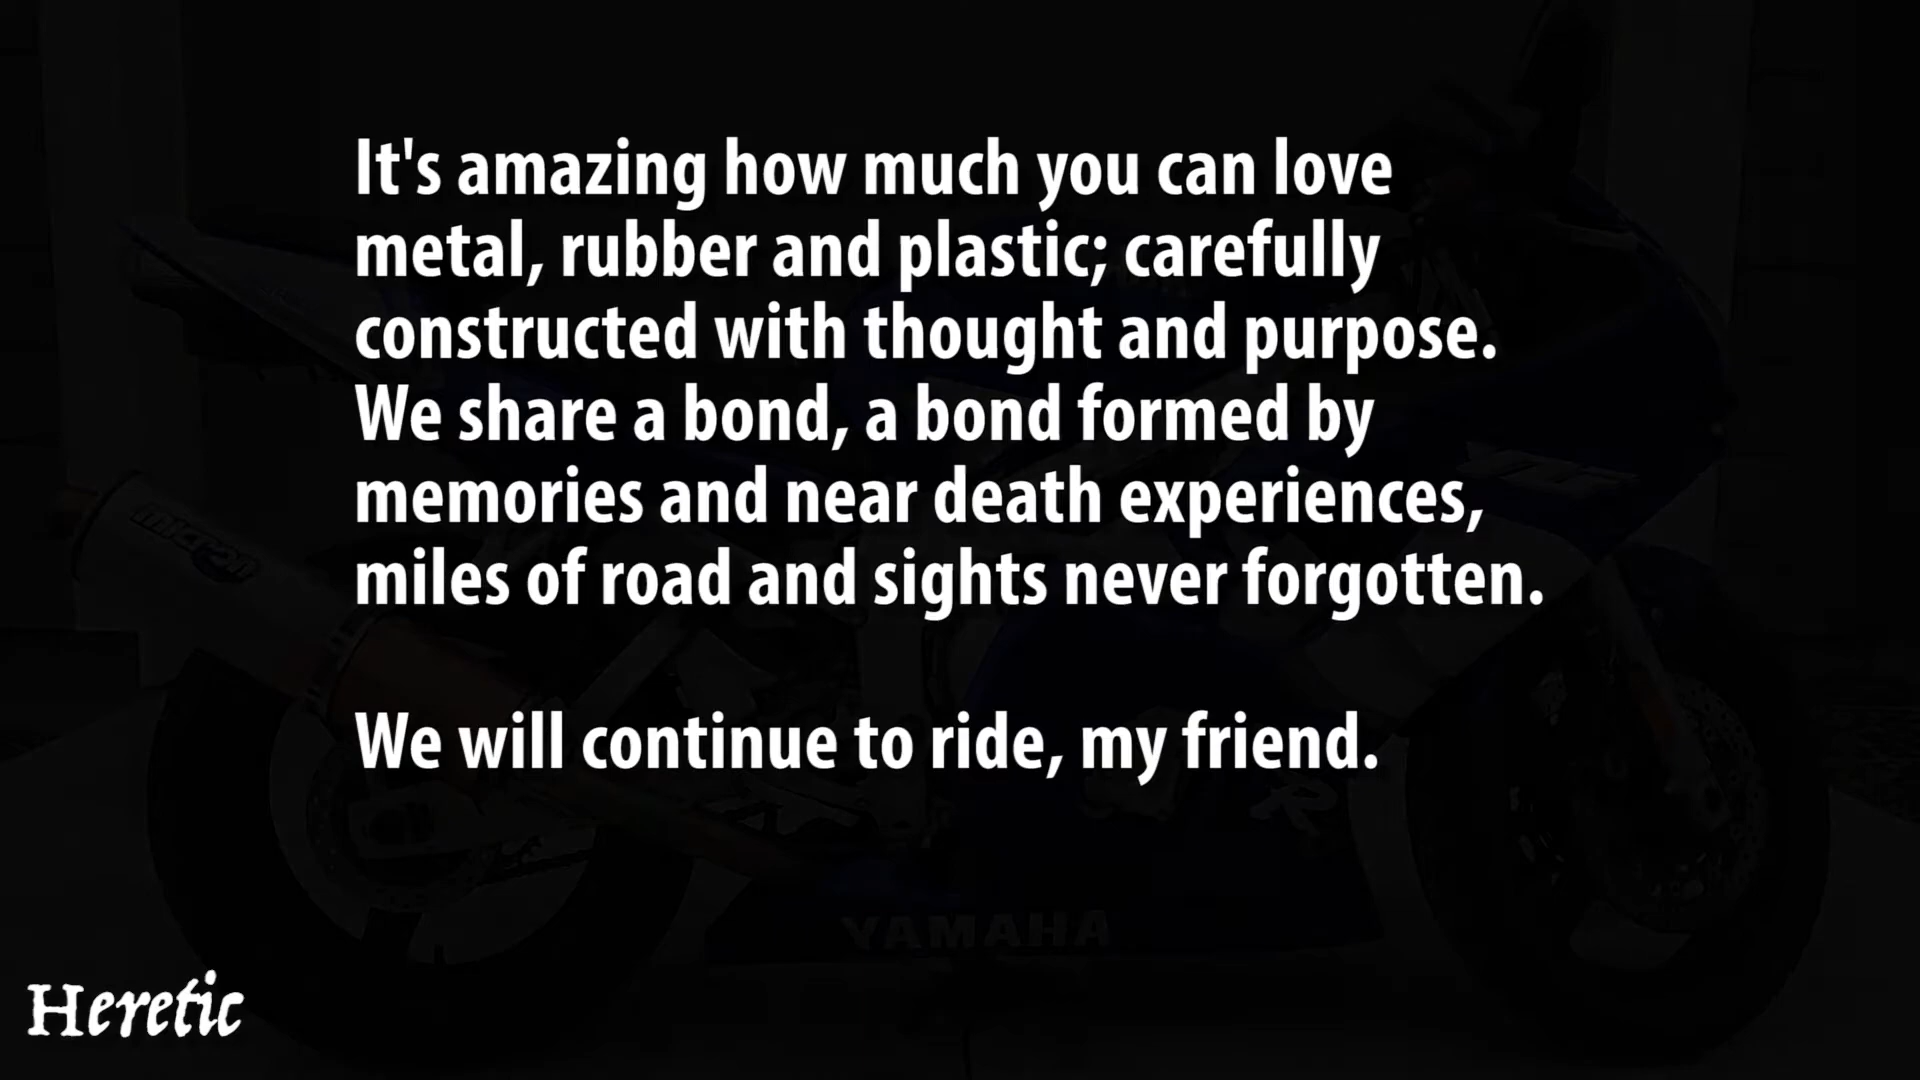 It's amazing how much you can love
metal, rubber and plastic; carefully
constructed with thought and purpose.
We share a bond, a bond formed by
memories and near death experiences,
miles of road and sights never forgotten.
We will continue to ride, my friend.
micron
R
YAMAHA
Heretic